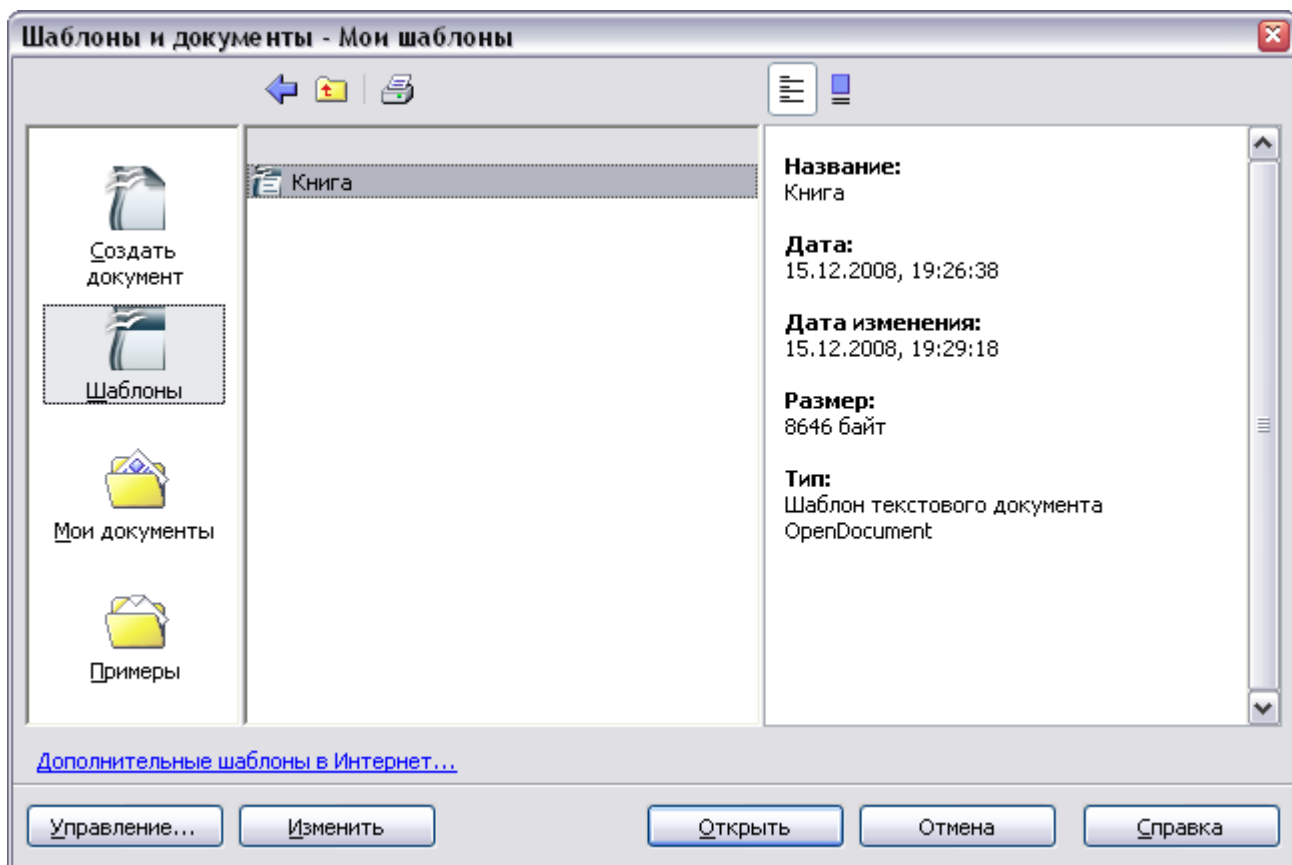 Шаблоны и документы - Мои шаблоны
Создать
документ
Шаблоны
Мои документы
Примеры
Книга
Название:
Книга
Дата:
15.12.2008, 19:26:38
Дата изменения:
15.12.2008, 19:29:18
Размер:
8646 байт
Тип:
Шаблон текстового документа
OpenDocument
Дополнительные шаблоны в Интернет...
Управление...
Изменить
Открыть
Отмена
Справка